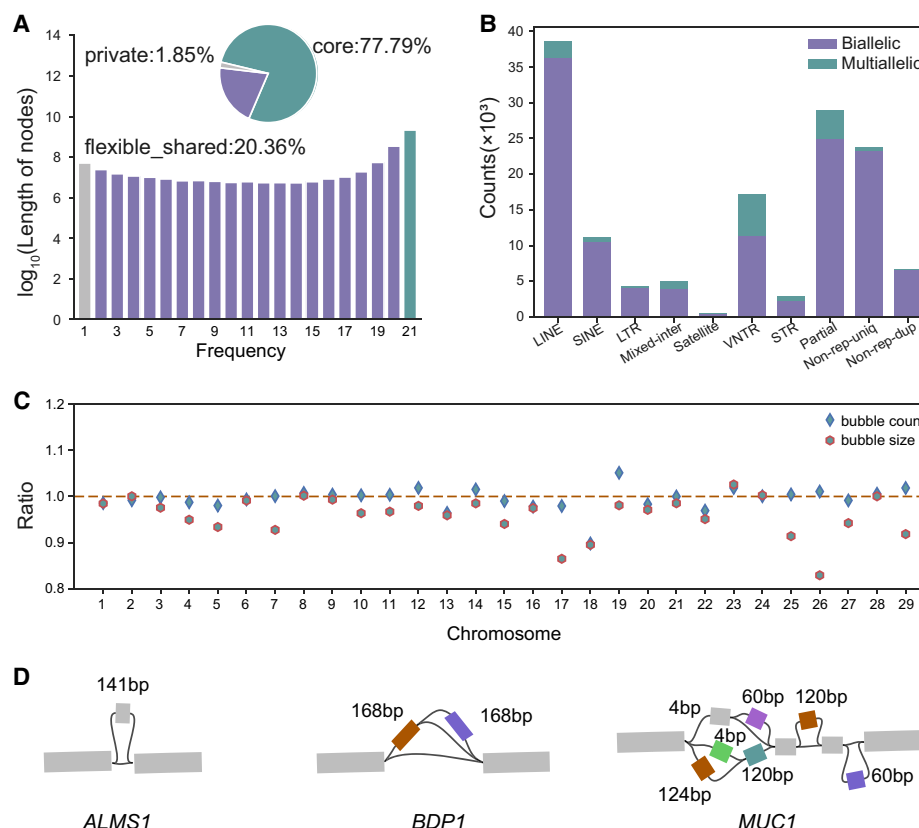 A
14
12
10
8
6
4
2
0
log10(Length of nodes)
private:1.85%
core:77.79%
flexible_shared:20.36%
1 3 5 7 9 11 13 15 17 19 21
Frequency
B
40
35
30
25
20
15
10
5
0
Counts(×10³)
Biallelic
Multiallelic
LINE SINE LTR Mixed-inter Satellite VNTR STR Partial Non-rep-uniq Non-rep-dup
C
1.2
1.1
1.0
0.9
0.8
Ratio
bubble coun
bubble size
1 2 3 4 5 6 7 8 9 10 11 12 13 14 15 16 17 18 19 20 21 22 23 24 25 26 27 28 29
Chromosome
D
141bp
ALMS1
168bp 168bp
BDP1
4bp 60bp 120bp
4bp
124bp 120bp 60bp
MUC1